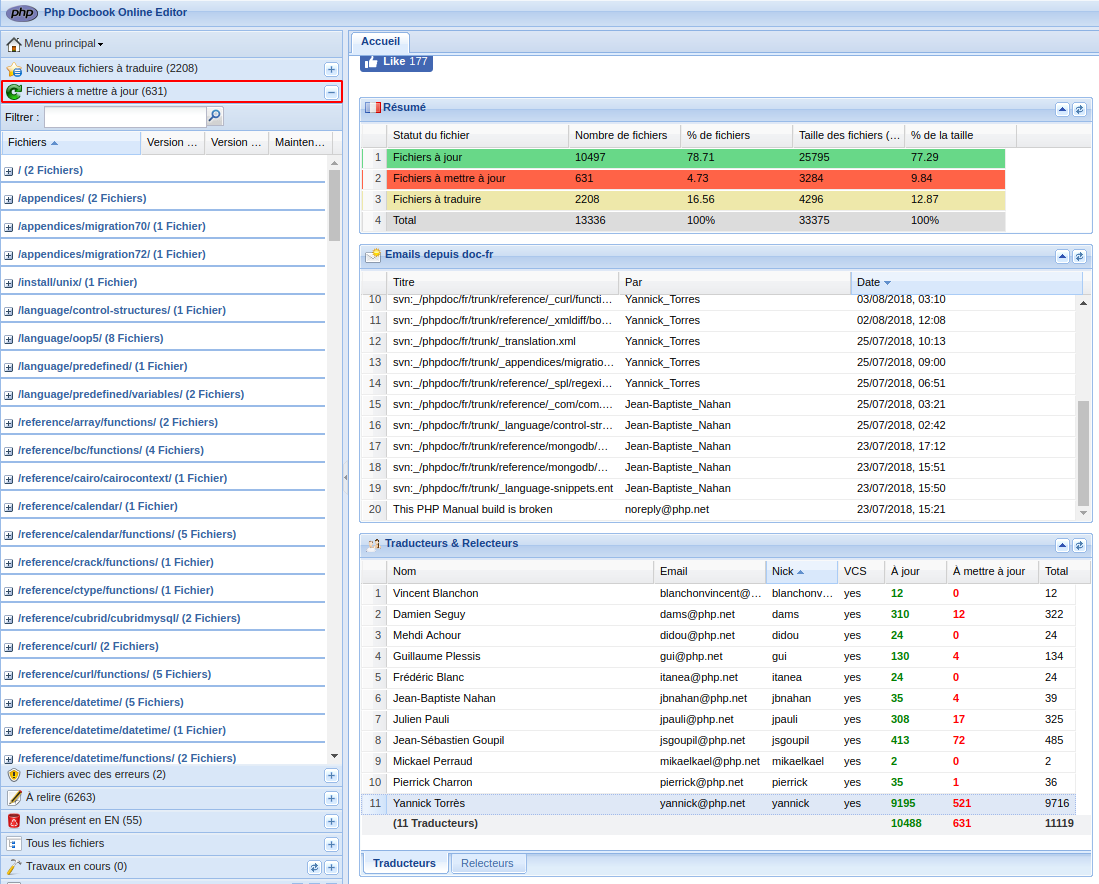 php Php Docbook Online Editor
Menu principal
Nouveaux fichiers à traduire (2208)
Fichiers à mettre à jour (631)
Filtrer :
Fichiers Version ... Version ... Mainten...
/ (2 Fichiers)
/appendices/ (2 Fichiers)
/appendices/migration70/ (1 Fichier)
/appendices/migration72/ (1 Fichier)
/install/unix/ (1 Fichier)
/language/control-structures/ (1 Fichier)
/language/oop5/ (8 Fichiers)
/language/predefined/ (1 Fichier)
/language/predefined/variables/ (2 Fichiers)
/reference/array/functions/ (2 Fichiers)
/reference/bc/functions/ (4 Fichiers)
/reference/cairo/cairocontext/ (1 Fichier)
/reference/calendar/ (1 Fichier)
/reference/calendar/functions/ (5 Fichiers)
/reference/crack/functions/ (1 Fichier)
/reference/ctype/functions/ (1 Fichier)
/reference/cubrid/cubridmysql/ (2 Fichiers)
/reference/curl/ (2 Fichiers)
/reference/curl/functions/ (5 Fichiers)
/reference/datetime/ (5 Fichiers)
/reference/datetime/datetime/ (1 Fichier)
/reference/datetime/functions/ (2 Fichiers)
Fichiers avec des erreurs (2)
À relire (6263)
Non présent en EN (55)
Tous les fichiers
Travaux en cours (0)
Accueil
Like 177
Résumé
Statut du fichier Nombre de fichiers % de fichiers Taille des fichiers (... % de la taille
1 Fichiers à jour 10497 78.71 25795 77.29
2 Fichiers à mettre à jour 631 4.73 3284 9.84
3 Fichiers à traduire 2208 16.56 4296 12.87
4 Total 13336 100% 33375 100%
Emails depuis doc-fr
Titre Par Date
10 svn:_/phpdoc/fr/trunk/reference/_curl/functi... Yannick_Torres 03/08/2018, 03:10
11 svn:_/phpdoc/fr/trunk/reference/_xmldiff/bo... Yannick_Torres 02/08/2018, 12:08
12 svn:_/phpdoc/fr/trunk/_translation.xml Yannick_Torres 25/07/2018, 10:13
13 svn:_/phpdoc/fr/trunk/_appendices/migratio... Yannick_Torres 25/07/2018, 09:00
14 svn:_/phpdoc/fr/trunk/reference/_spl/regexi... Yannick_Torres 25/07/2018, 06:51
15 svn:_/phpdoc/fr/trunk/reference/_com/com.... Jean-Baptiste_Nahan 25/07/2018, 03:21
16 svn:_/phpdoc/fr/trunk/_language/control-str... Jean-Baptiste_Nahan 25/07/2018, 02:42
17 svn:_/phpdoc/fr/trunk/reference/mongodb/... Jean-Baptiste_Nahan 23/07/2018, 17:12
18 svn:_/phpdoc/fr/trunk/reference/mongodb/... Jean-Baptiste_Nahan 23/07/2018, 15:51
19 svn:_/phpdoc/fr/trunk/_language-snippets.ent Jean-Baptiste_Nahan 23/07/2018, 15:50
20 This PHP Manual build is broken noreply@php.net 23/07/2018, 15:21
Traducteurs & Relecteurs
Nom Email Nick VCS À jour À mettre à jour Total
1 Vincent Blanchon blanchonvincent@... blanchonv... yes 12 0 12
2 Damien Seguy dams@php.net dams yes 310 12 322
3 Mehdi Achour didou@php.net didou yes 24 0 24
4 Guillaume Plessis gui@php.net gui yes 130 4 134
5 Frédéric Blanc itanea@php.net itanea yes 24 0 24
6 Jean-Baptiste Nahan jbnahan@php.net jbnahan yes 35 4 39
7 Julien Pauli jpauli@php.net jpauli yes 308 17 325
8 Jean-Sébastien Goupil jsgoupil@php.net jsgoupil yes 413 72 485
9 Mickael Perraud mikaelkael@php.net mikaelkael yes 2 0 2
10 Pierrick Charron pierrick@php.net pierrick yes 35 1 36
11 Yannick Torrès yannick@php.net yannick yes 9195 521 9716
(11 Traducteurs) 10488 631 11119
Traducteurs Relecteurs